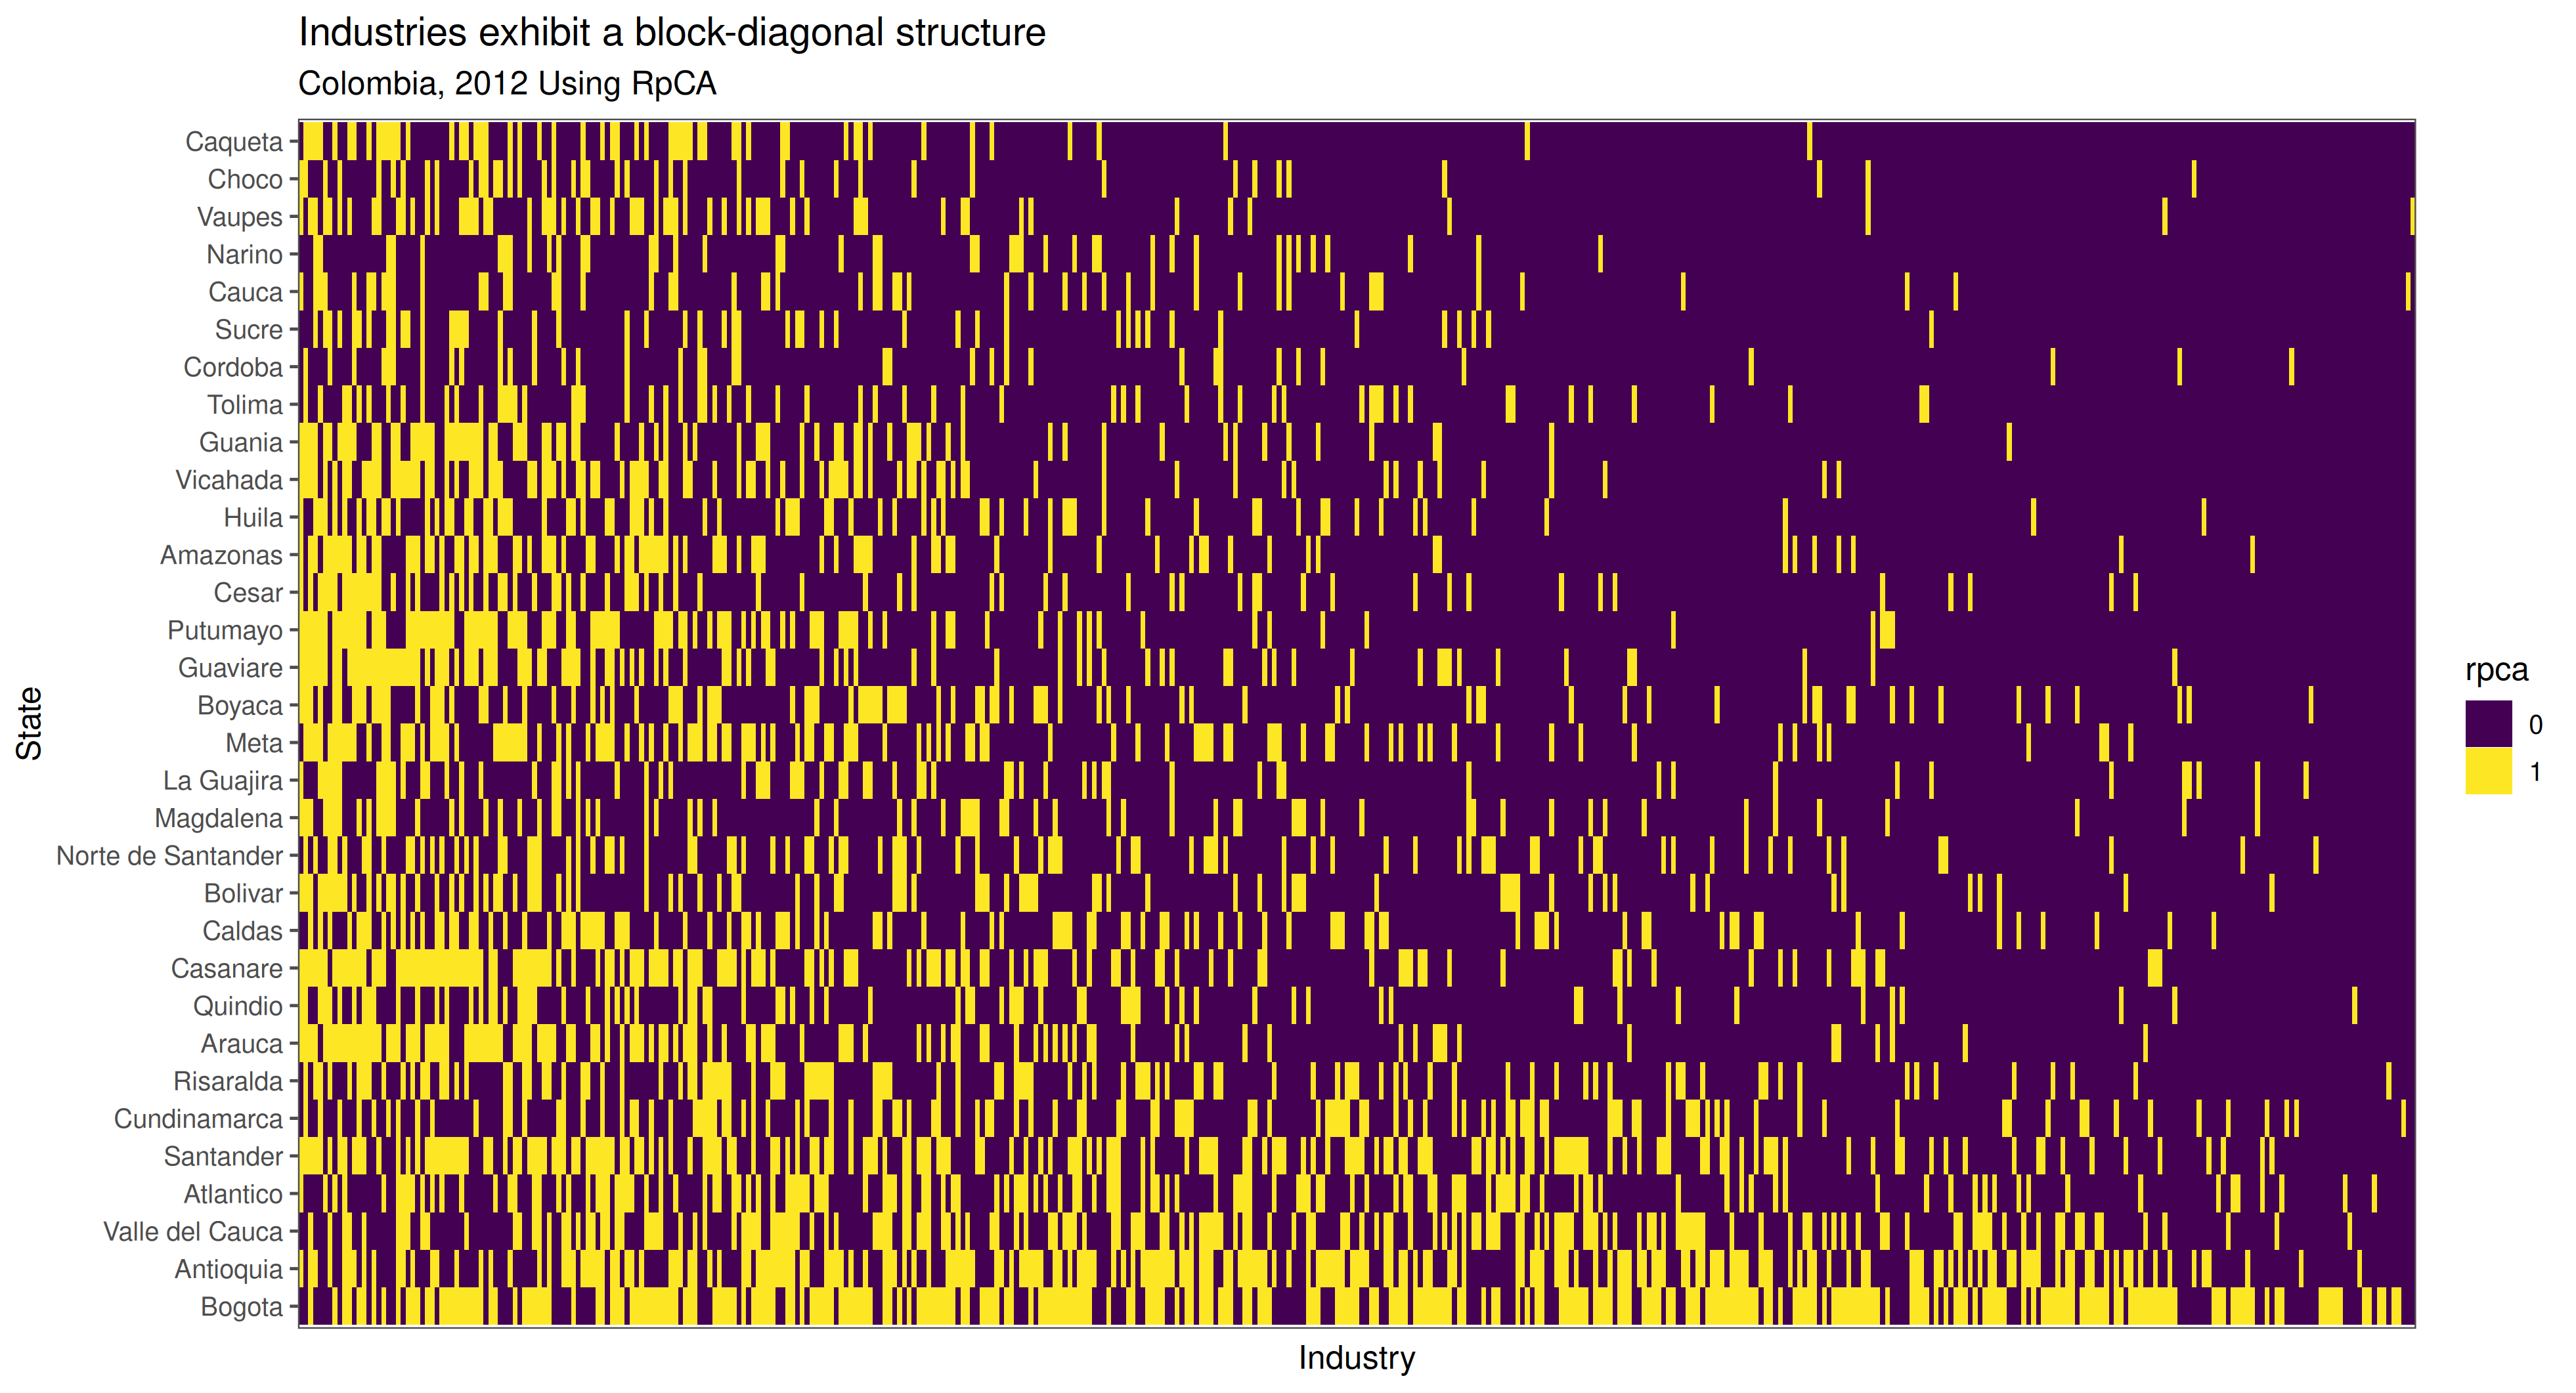 Industries exhibit a block-diagonal structure
Colombia, 2012 Using RpCA
State
Caqueta
Choco
Vaupes
Narino
Cauca
Sucre
Cordoba
Tolima
Guania
Vicahada
Huila
Amazonas
Cesar
Putumayo
Guaviare
Boyaca
Meta
La Guajira
Magdalena
Norte de Santander
Bolivar
Caldas
Casanare
Quindio
Arauca
Risaralda
Cundinamarca
Santander
Atlantico
Valle del Cauca
Antioquia
Bogota
Industry
rpca
0
1